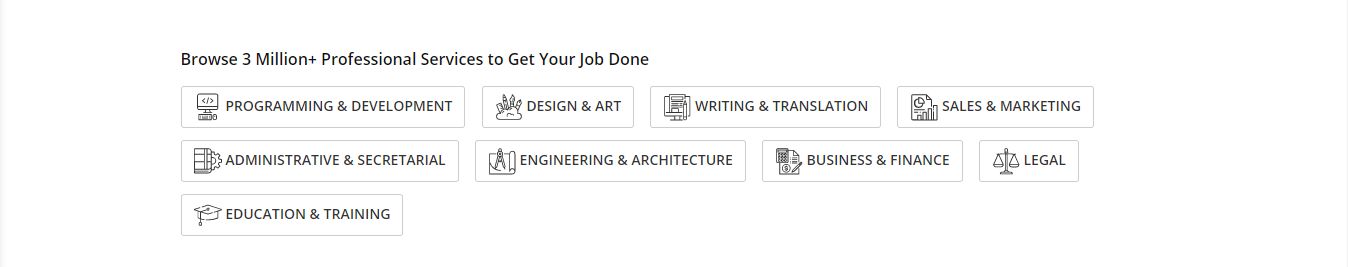 Browse 3 Million+ Professional Services to Get Your Job Done
PROGRAMMING & DEVELOPMENT
DESIGN & ART
WRITING & TRANSLATION
SALES & MARKETING
ADMINISTRATIVE & SECRETARIAL
ENGINEERING & ARCHITECTURE
BUSINESS & FINANCE
LEGAL
EDUCATION & TRAINING